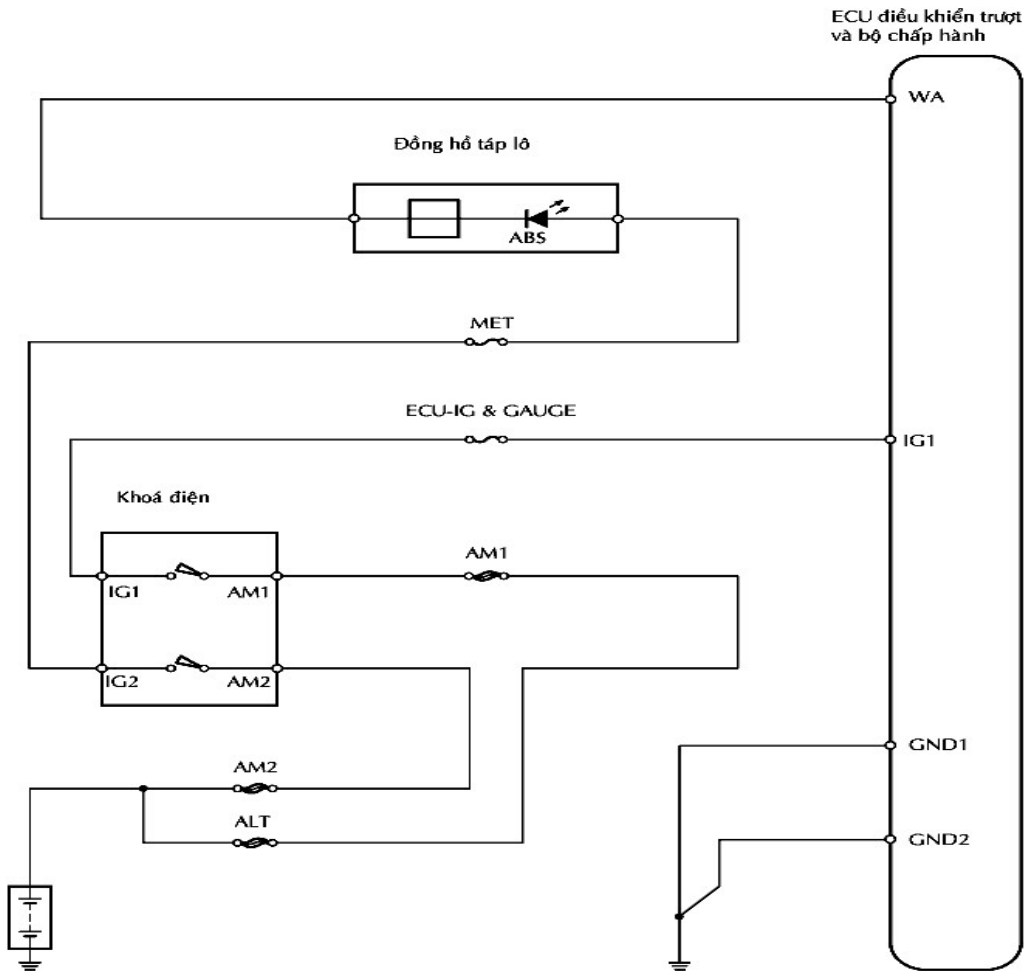 ECU điều khiển trượt
và bộ chấp hành
WA
Đồng hồ táp lô
ABS
MET
ECU-IG & GAUGE
IG1
Khoá điện
AM1
IG1
AM1
IG2
AM2
GND1
AM2
ALT
GND2